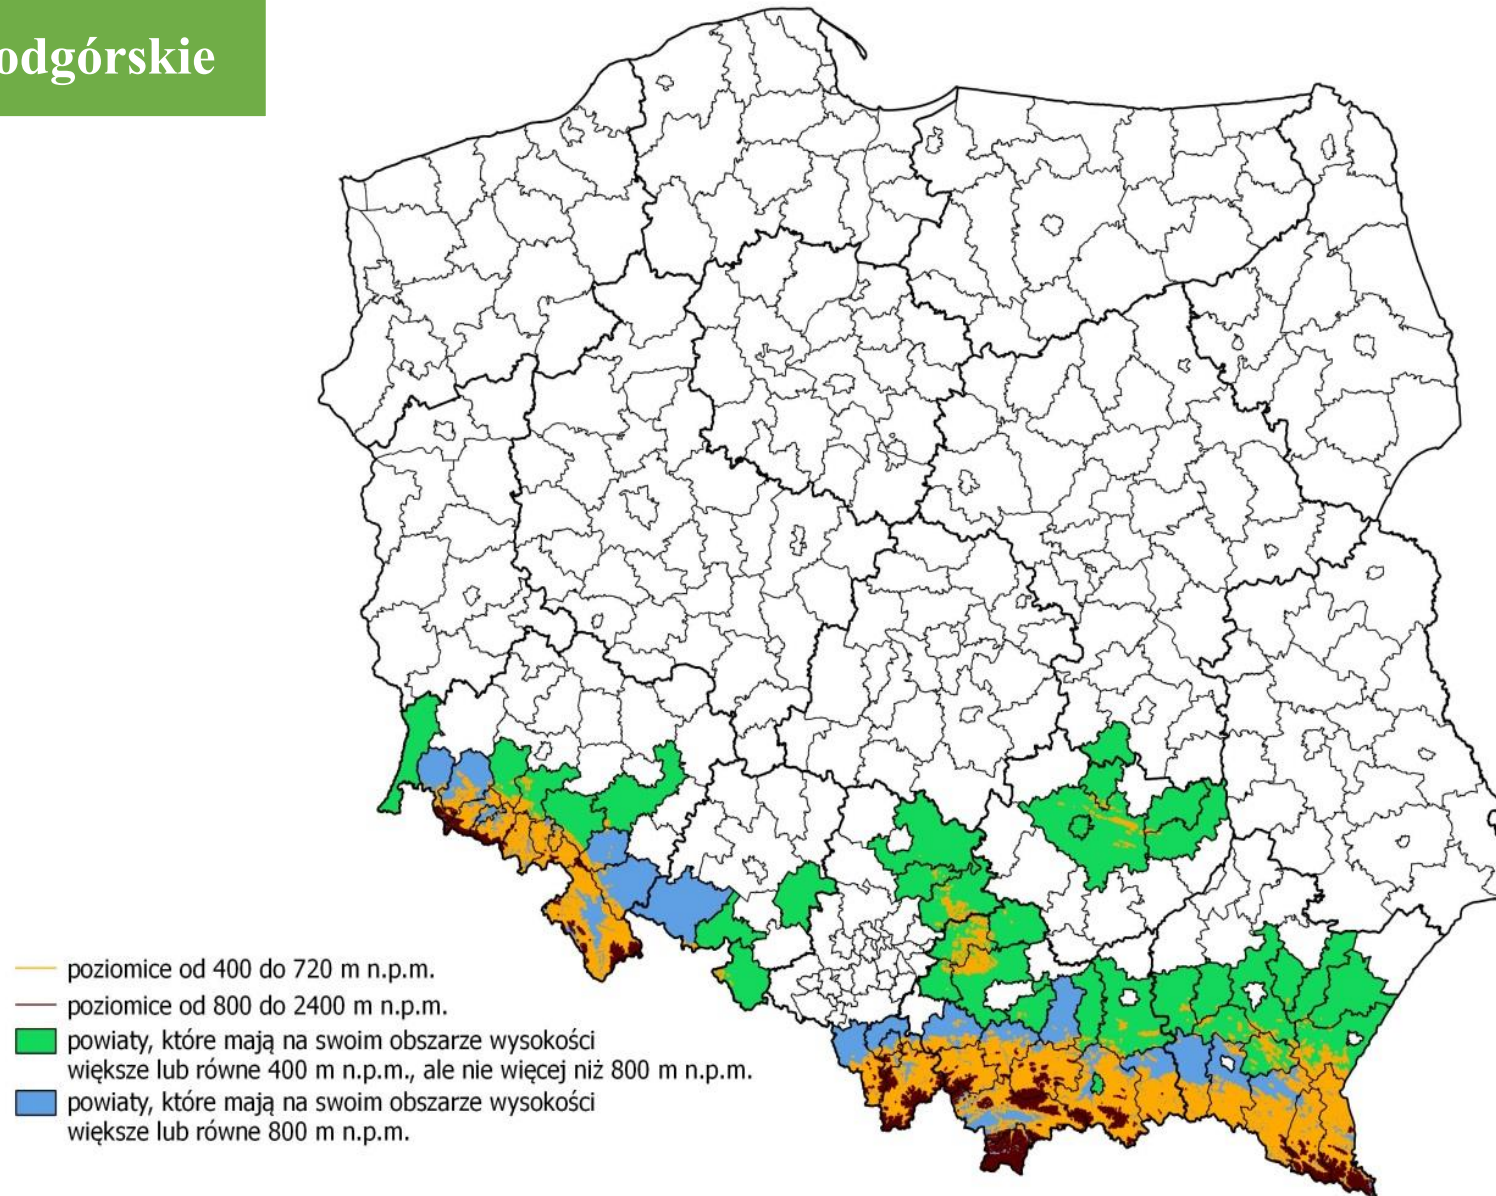 odgórskie
poziomice od 400 do 720 m n.p.m.
poziomice od 800 do 2400 m n.p.m.
powiaty, które mają na swoim obszarze wysokości
większe lub równe 400 m n.p.m., ale nie więcej niż 800 m n.p.m.
powiaty, które mają na swoim obszarze wysokości
większe lub równe 800 m n.p.m.